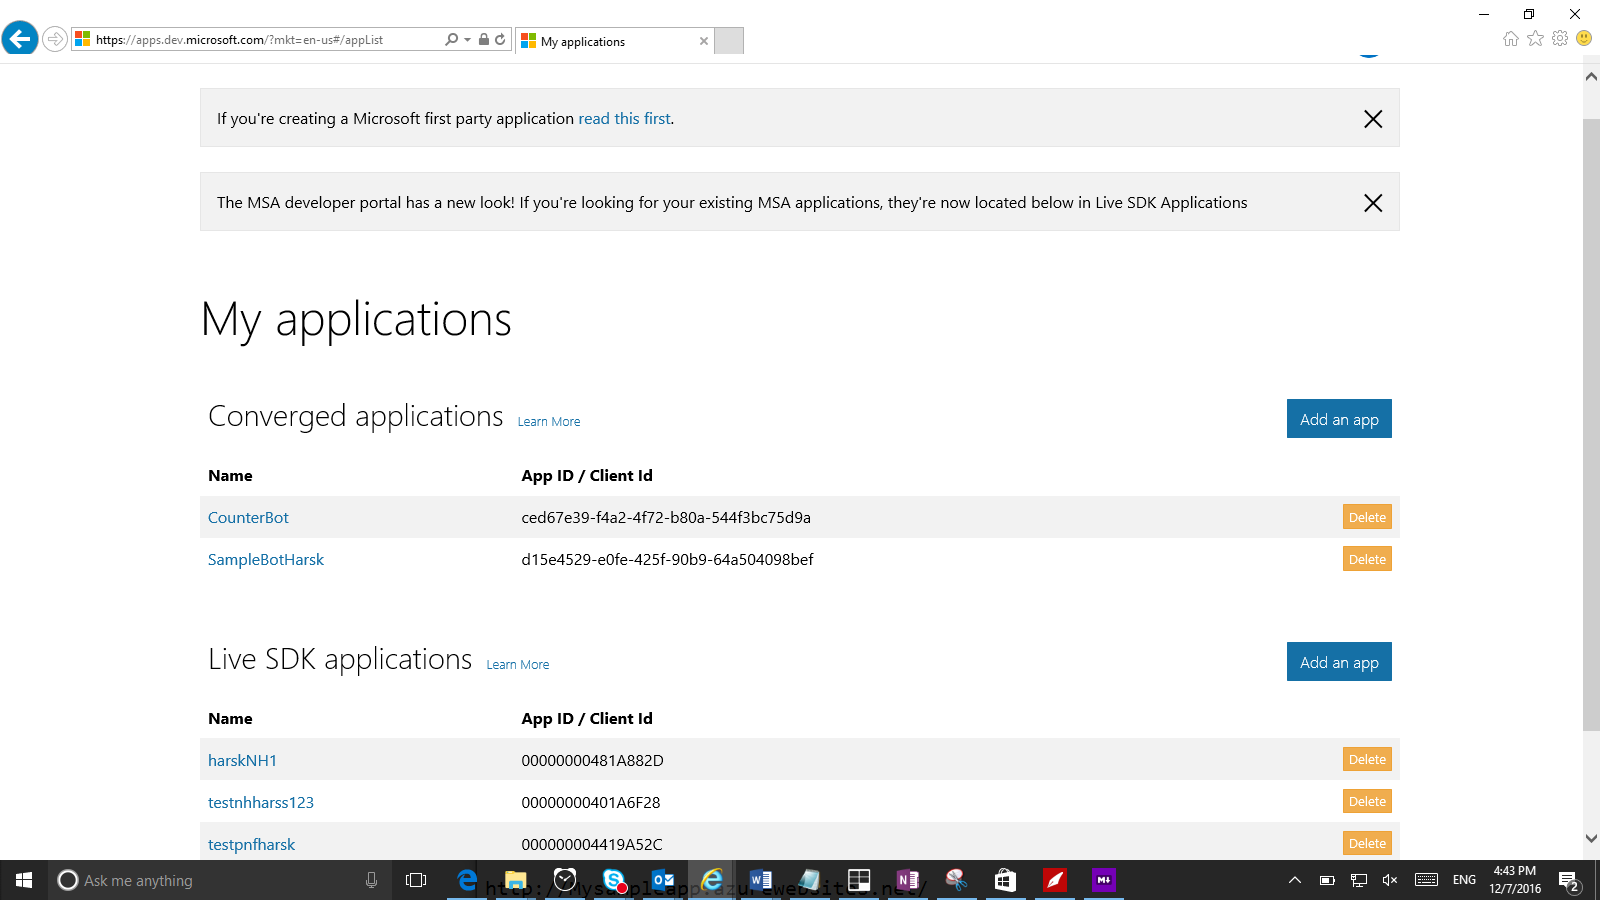 https://apps.dev.microsoft.com/?mkt=en-us#/appList
My applications
If you're creating a Microsoft first party application read this first.
The MSA developer portal has a new look! If you're looking for your existing MSA applications, they're now located below in Live SDK Applications
My applications
Converged applications Learn More Add an app
Name App ID / Client Id
CounterBot ced67e39-f4a2-4f72-b80a-544f3bc75d9a Delete
SampleBotHarsk d15e4529-e0fe-425f-90b9-64a504098bef Delete
Live SDK applications Learn More Add an app
Name App ID / Client Id
harskNH1 00000000481A882D Delete
testnhharss123 00000000401A6F28 Delete
testpnfharsk 000000004419A52C Delete
Ask me anything
ENG
4:43 PM
12/7/2016
2